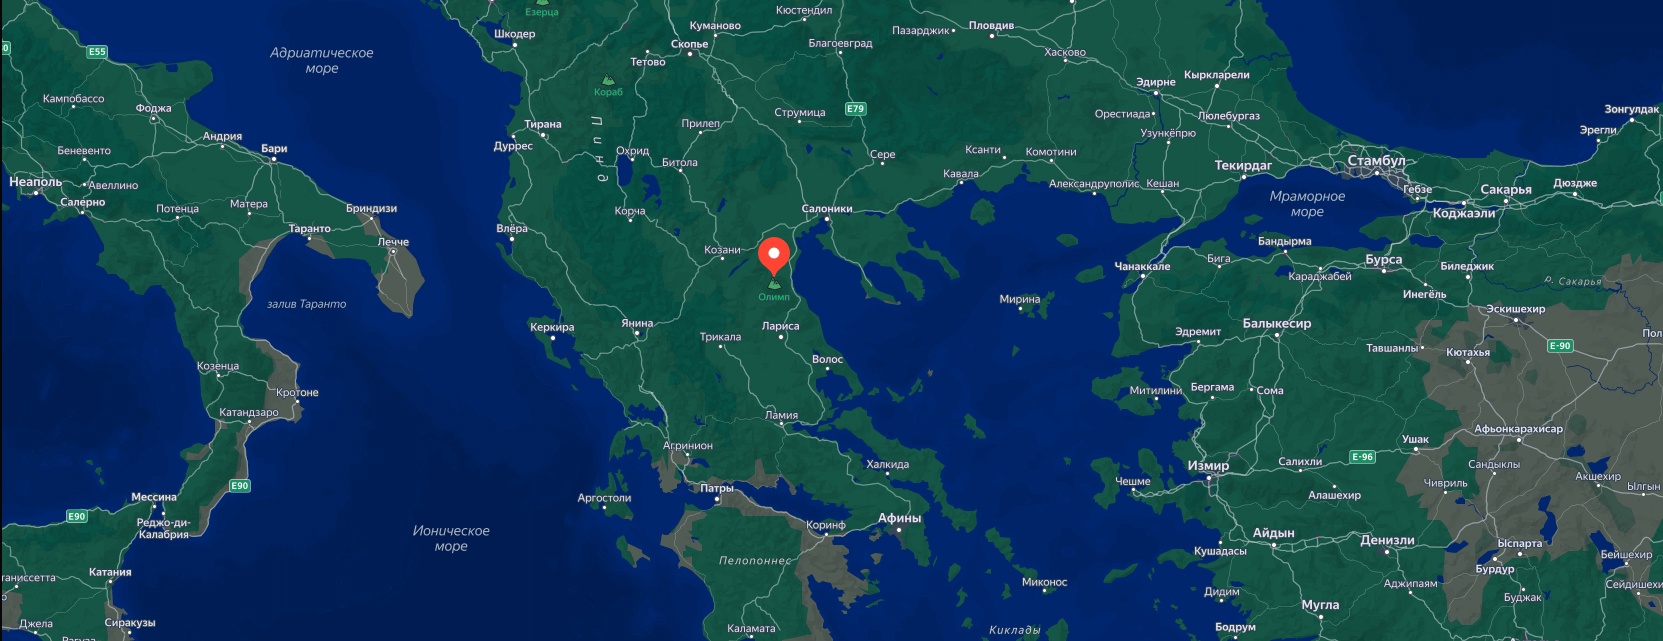 Езерца
Кюстендил
Шкодер
Куманово
Пазарджик
Пловдив
E55
Адриатическое
море
Скопье
Благоевград
Хасково
Тетово
Эдирне
Кыркларели
Кораб
Кампобассо
Фоджа
E79
Зонгулдак
Струмица
Орестиада
Люлебургаз
Тирана
Прилеп
Эрегли
Андрия
Узункёпрю
Дуррес
Пинд
Беневенто
Бари
Охрид
Битола
Сере
Ксанти
Комотини
Стамбул
Неаполь
Авеллино
Кавала
Александруполис
Кешан
Текирдаг
Гебзе
Сакарья
Дюздже
Салерно
Потенца
Матера
Бриндизи
Корча
Салоники
Мраморное
море
Коджаэли
Таранто
Лечче
Влёра
Козани
Бандырма
Чанаккале
Бига
Караджабей
Бурса
Биледжик
р. Сакарья
залив Таранто
Олимп
Мирина
Инегёль
Эскишехир
Керкира
Янина
Трикала
Лариса
Эдремит
Балыкесир
Тавшанлы
Кютахья
E-90
Пол
Козенца
Волос
Кротоне
Митилини
Бергама
Сома
Катандзаро
Ламия
Агринион
Ушак
Афьонкарахисар
E-96
E90
Халкида
Измир
Салихли
Сандыклы
Чешме
Чивриль
Акшехир
Ылгын
Мессина
Аргостоли
Патры
Алашехир
E90
Реджо-ди-
Калабрия
Ионическое
море
Коринф
Афины
Айдын
Денизли
Ыспарта
Кушадасы
Бейшехир
Пелопоннес
Бурдур
Катания
таниссетта
Миконос
Дидим
Аджипаям
Буджак
Сейдишехи
Джела
Сиракузы
Каламата
Киклады
Мугла
Бодрум
Рагуза